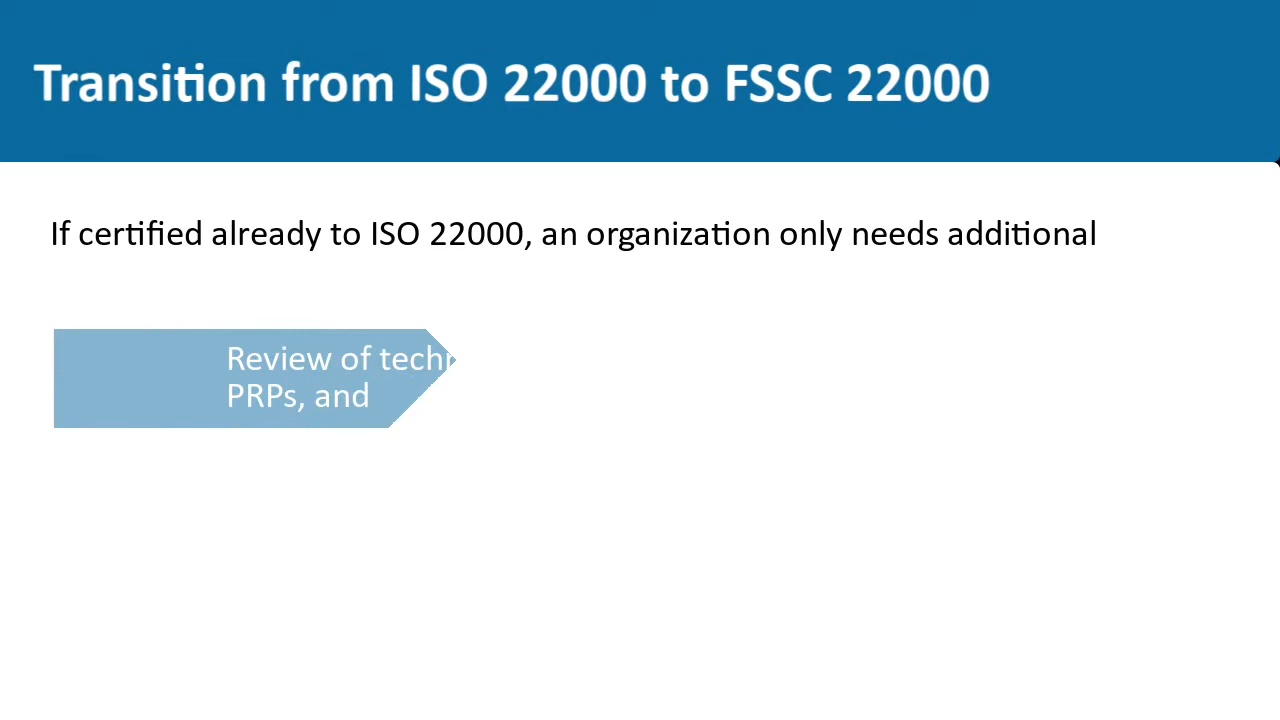 Transition from ISO 22000 to FSSC 22000
If certified already to ISO 22000, an organization only needs additional
Review of
PRPs, and